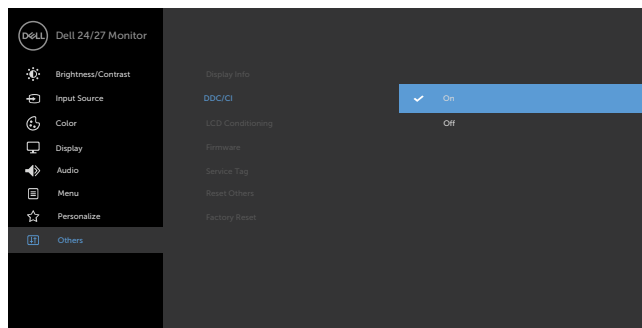 DELL
Dell 24/27 Monitor
Brightness/Contrast
Input Source
Color
Display
Audio
Menu
Personalize
Others
Display Info
DDC/CI
LCD Conditioning
Firmware
Service Tag
Reset Others
Factory Reset
On
Off